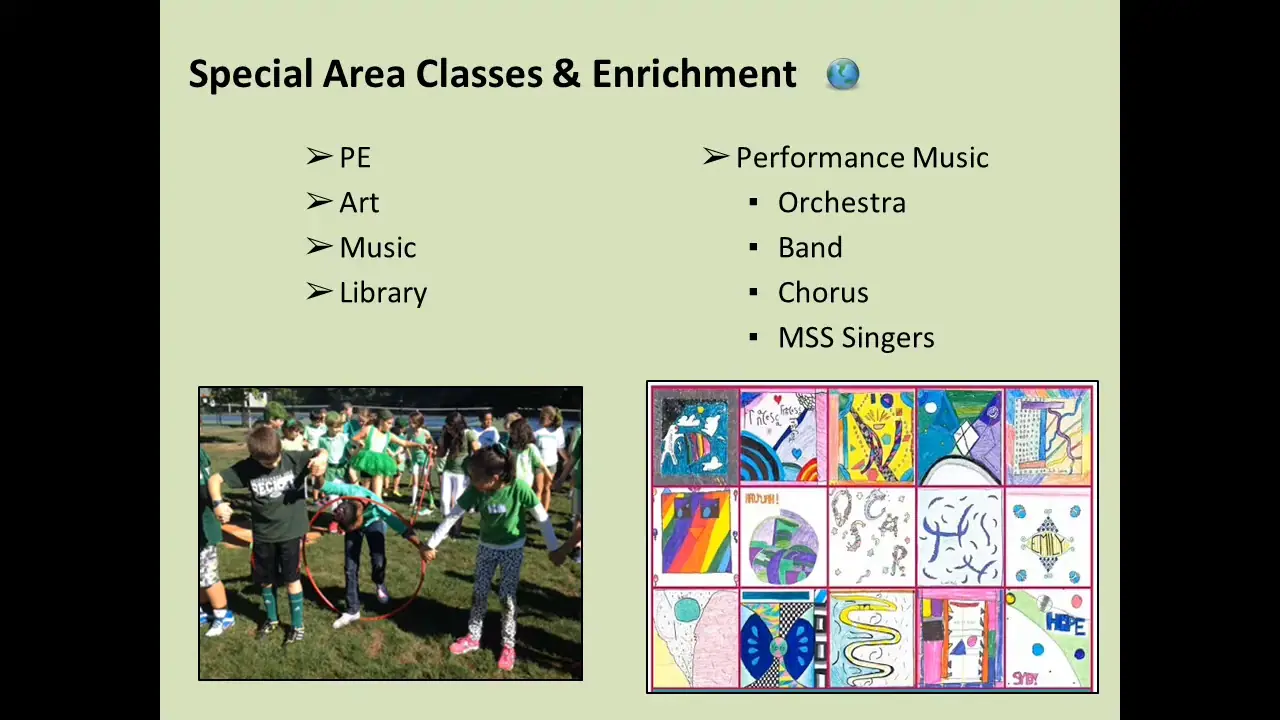 Special Area Classes & Enrichment
➢ PE
➢ Art
➢ Music
➢ Library
➢ Performance Music
▪ Orchestra
▪ Band
▪ Chorus
▪ MSS Singers
OSCAR
EMILY
HOPE